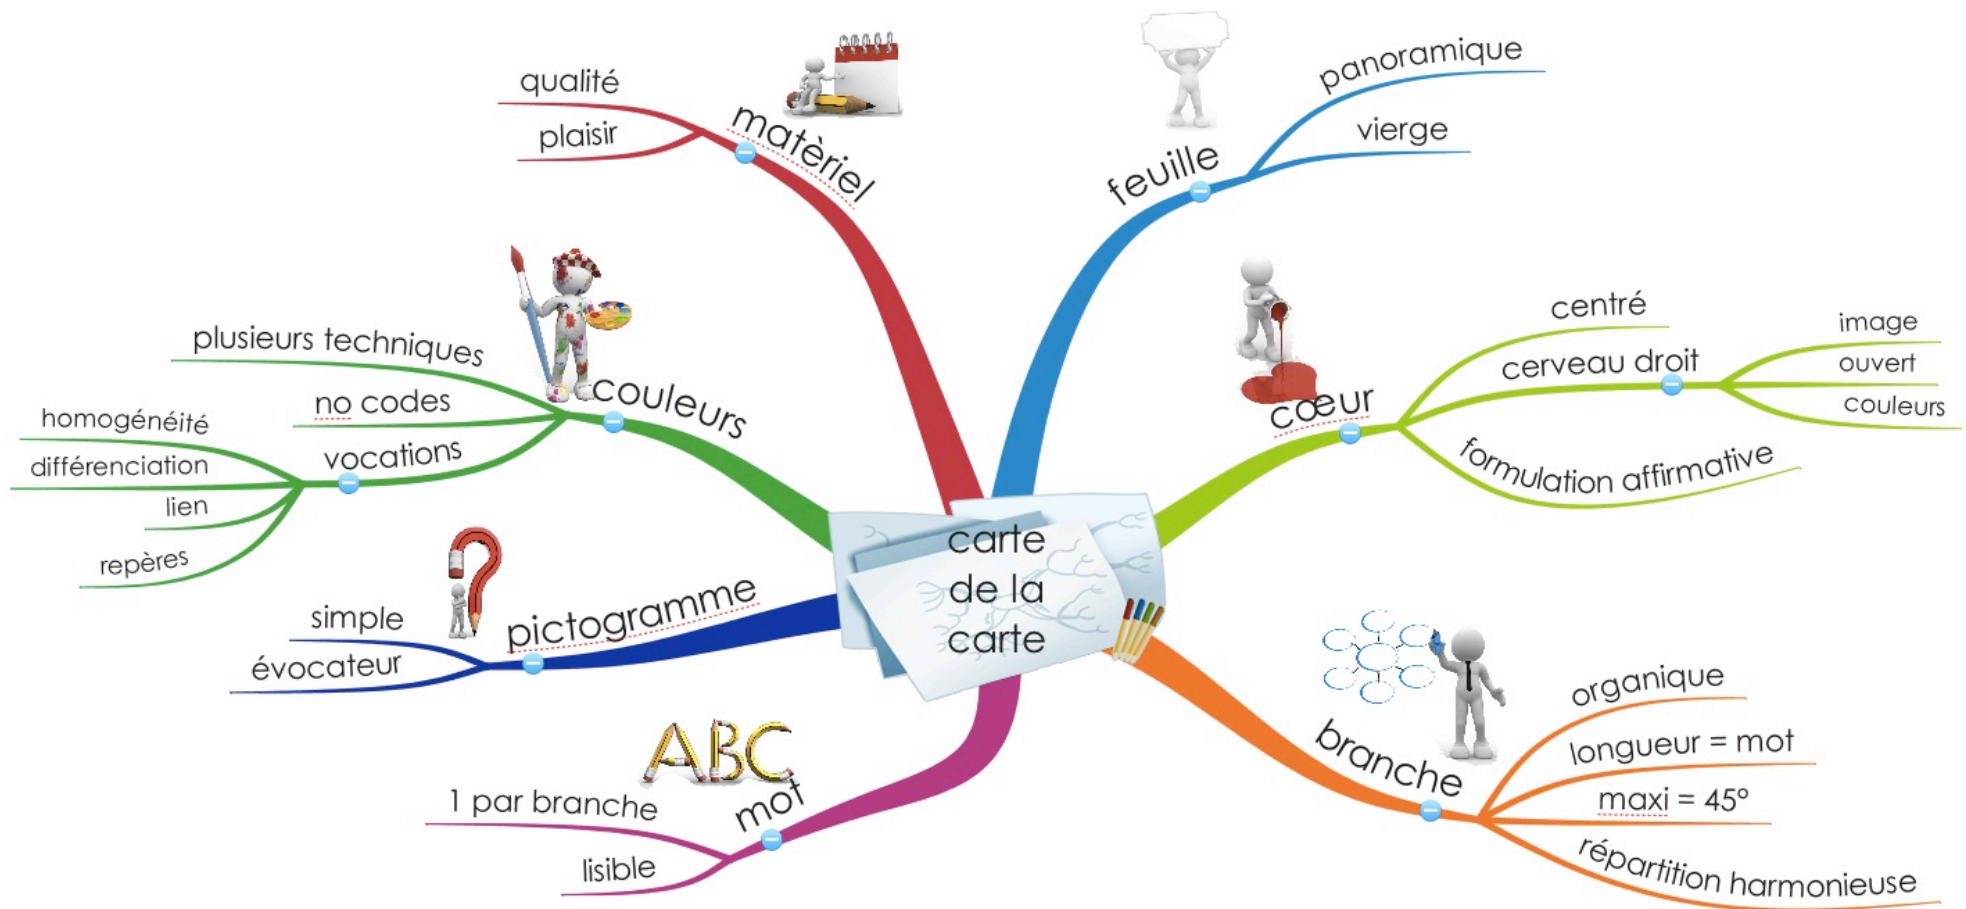 carte
de la
carte
feuille
panoramique
vierge
cœur
centré
cerveau droit
image
ouvert
couleurs
formulation affirmative
branche
organique
longueur = mot
maxi = 45°
répartition harmonieuse
mot
1 par branche
lisible
ABC
pictogramme
simple
évocateur
couleurs
plusieurs techniques
no codes
vocations
homogénéité
différenciation
lien
repères
matèriel
qualité
plaisir